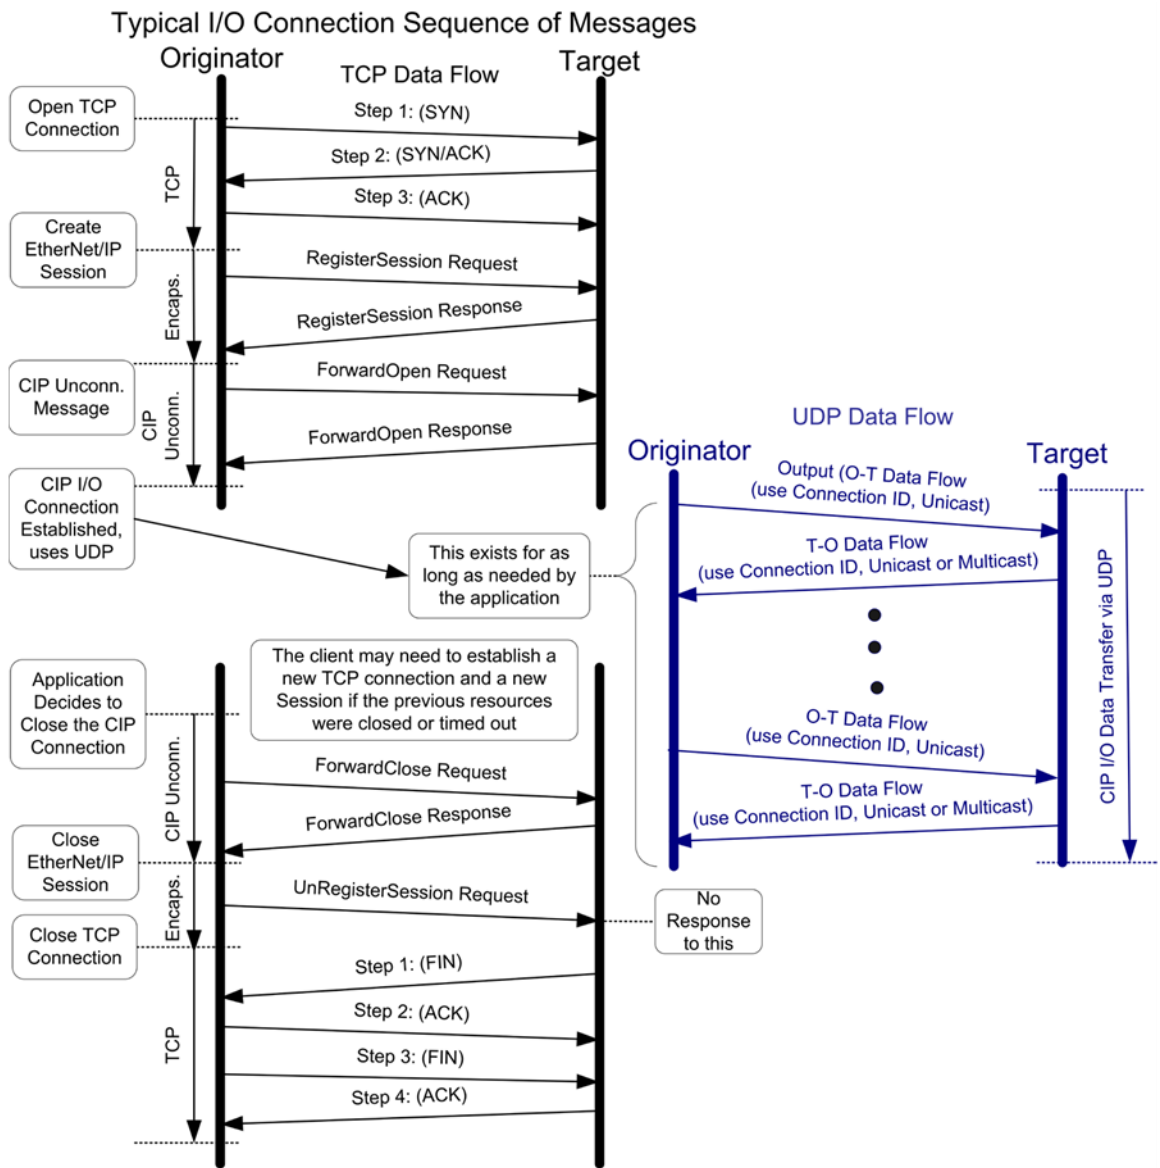 Typical I/O Connection Sequence of Messages
Originator
TCP Data Flow
Target
Open TCP
Connection
Step 1: (SYN)
Step 2: (SYN/ACK)
TCP
Step 3: (ACK)
Create
EtherNet/IP
Session
RegisterSession Request
Encaps.
RegisterSession Response
CIP Unconn.
Message
ForwardOpen Request
CIP
Unconn.
ForwardOpen Response
CIP I/O
Connection
Established,
uses UDP
This exists for as
long as needed by
the application
UDP Data Flow
Originator
Target
Output (O-T Data Flow
(use Connection ID, Unicast)
T-O Data Flow
(use Connection ID, Unicast or Multicast)
O-T Data Flow
(use Connection ID, Unicast)
T-O Data Flow
(use Connection ID, Unicast or Multicast)
CIP I/O Data Transfer via UDP
Application
Decides to
Close the CIP
Connection
The client may need to establish a
new TCP connection and a new
Session if the previous resources
were closed or timed out
CIP Unconn.
ForwardClose Request
ForwardClose Response
Close
EtherNet/IP
Session
Encaps.
UnRegisterSession Request
No
Response
to this
Close TCP
Connection
Step 1: (FIN)
Step 2: (ACK)
TCP
Step 3: (FIN)
Step 4: (ACK)